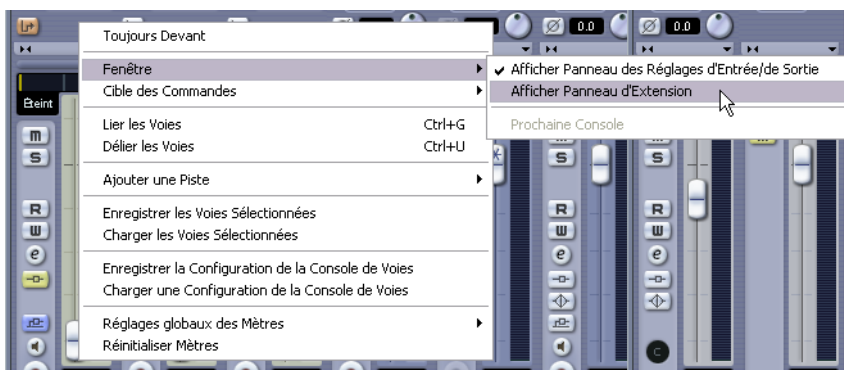 0.0
0.0
Toujours Devant
Fenêtre
Afficher Panneau des Réglages d'Entrée/de Sortie
Cible des Commandes
Afficher Panneau d'Extension
Éteint
Lier les Voies Ctrl+G
Prochaine Console
Délier les Voies Ctrl+U
m
S
S
S
Ajouter une Piste
R
R
R
Enregistrer les Voies Sélectionnées
W
W
W
Charger les Voies Sélectionnées
e
e
e
Enregistrer la Configuration de la Console de Voies
Charger une Configuration de la Console de Voies
Réglages globaux des Mètres
Réinitialiser Mètres
C